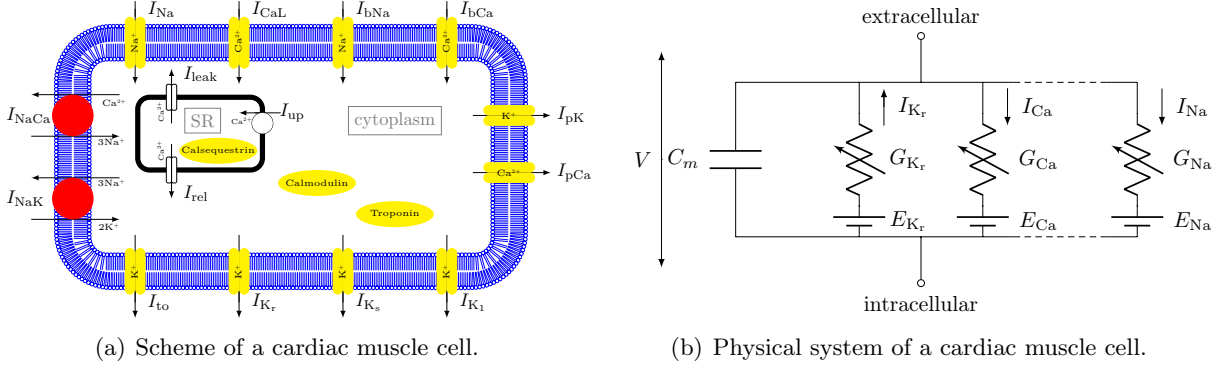 I_Na I_CaL I_bNa I_bCa
Na⁺ Ca²⁺ Na⁺ Ca²⁺
I_leak
Ca²⁺ Ca²⁺ SR Ca²⁺ I_up cytoplasm
I_NaCa K⁺ I_pK
3Na⁺ Ca²⁺ Calsequestrin
3Na⁺ Calmodulin Ca²⁺ I_pCa
I_NaK I_rel
2K⁺ Troponin
K⁺ K⁺ K⁺ K⁺
I_to I_Kr I_Ks I_K1
(a) Scheme of a cardiac muscle cell.
extracellular
I_Kr I_Ca I_Na
V C_m G_Kr G_Ca G_Na
E_Kr E_Ca E_Na
intracellular
(b) Physical system of a cardiac muscle cell.